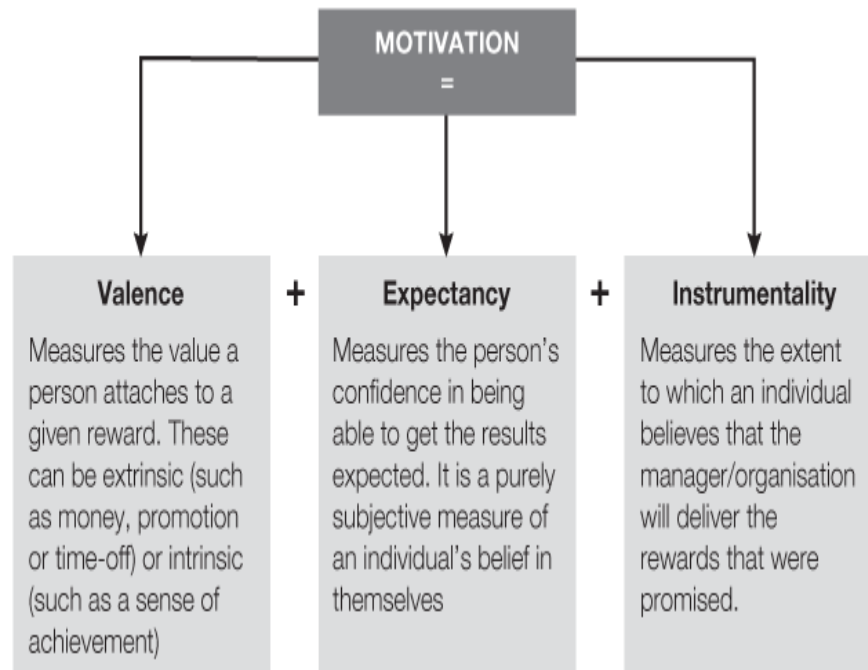 MOTIVATION
=
Valence
Measures the value a
person attaches to a
given reward. These
can be extrinsic (such
as money, promotion
or time-off) or intrinsic
(such as a sense of
achievement)
+
Expectancy
Measures the person’s
confidence in being
able to get the results
expected. It is a purely
subjective measure of
an individual’s belief in
themselves
+
Instrumentality
Measures the extent
to which an individual
believes that the
manager/organisation
will deliver the
rewards that were
promised.